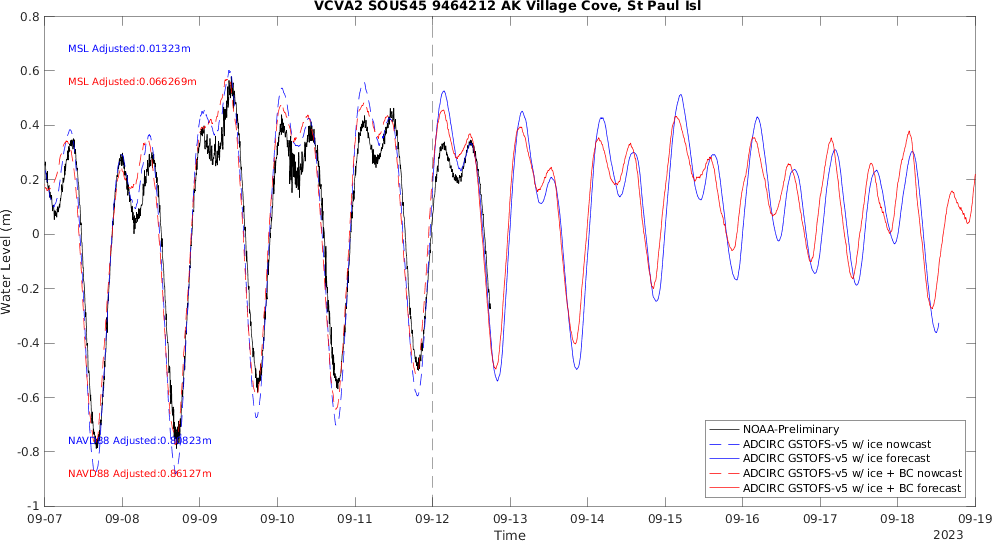 VCVA2 SOUS45 9464212 AK Village Cove, St Paul Isl
0.8
0.6
0.4
0.2
0
-0.2
-0.4
-0.6
-0.8
-1
Water Level (m)
MSL Adjusted:0.01323m
MSL Adjusted:0.066269m
NAVD88 Adjusted:0.80823m
NAVD88 Adjusted:0.86127m
NOAA-Preliminary
ADCIRC GSTOFS-v5 w/ ice nowcast
ADCIRC GSTOFS-v5 w/ ice forecast
ADCIRC GSTOFS-v5 w/ ice + BC nowcast
ADCIRC GSTOFS-v5 w/ ice + BC forecast
09-07 09-08 09-09 09-10 09-11 09-12 09-13 09-14 09-15 09-16 09-17 09-18 09-19
Time
2023